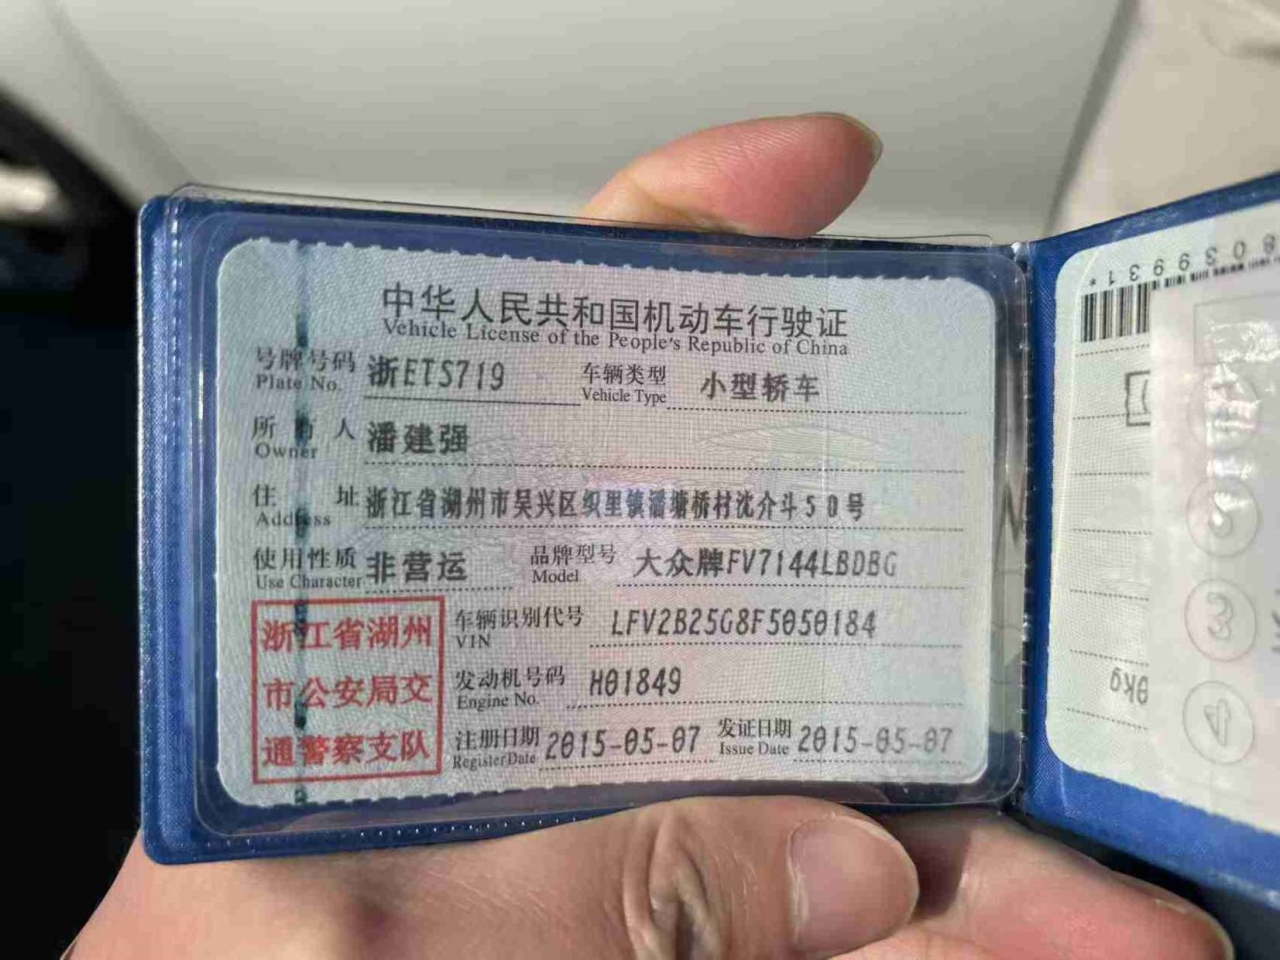 中华人民共和国机动车行驶证
Vehicle License of the People's Republic of China
号牌号码 浙ETS719 车辆类型 小型轿车
Plate No. Vehicle Type
所有人 潘建强
Owner
住址 浙江省湖州市吴兴区织里镇潘塘桥村沈介斗50号
Address
使用性质 非营运 品牌型号 大众牌FV7144LBDBG
Use Character Model
车辆识别代号 LFV2B25G8F5050184
VIN
发动机号码 H01849
Engine No.
注册日期 2015-05-07 发证日期 2015-05-07
Register Date Issue Date
浙江省湖州
市公安局交
通警察支队
8039931*
0kg
2
3
4